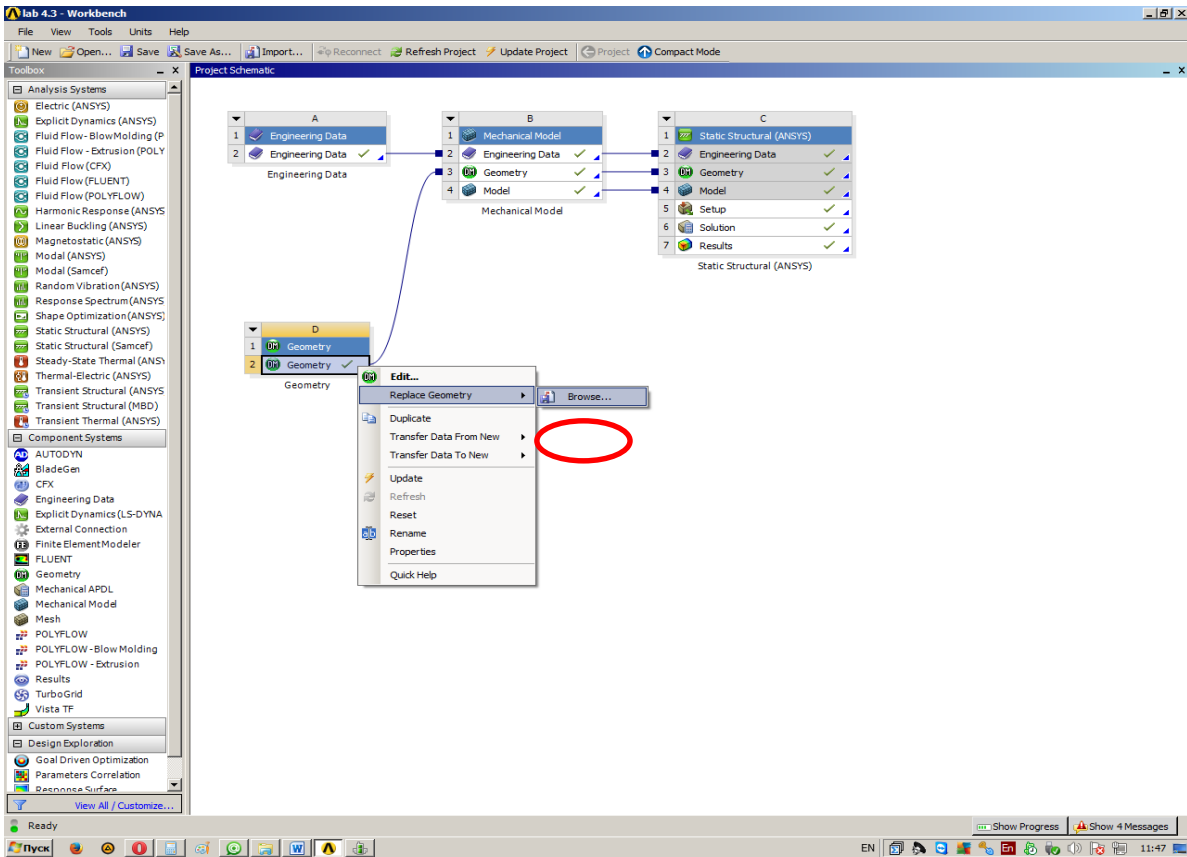 lab 4.3 - Workbench
File View Tools Units Help
New Open... Save Save As... Import... Reconnect Refresh Project Update Project Project Compact Mode
Toolbox
Project Schematic
Analysis Systems
Electric (ANSYS)
Explicit Dynamics (ANSYS)
Fluid Flow-BlowMolding (P
Fluid Flow - Extrusion (POLY
Fluid Flow (CFX)
Fluid Flow (FLUENT)
Fluid Flow (POLYFLOW)
Harmonic Response (ANSYS
Linear Buckling (ANSYS)
Magnetostatic (ANSYS)
Modal (ANSYS)
Modal (Samcef)
Random Vibration (ANSYS)
Response Spectrum (ANSYS
Shape Optimization (ANSYS)
Static Structural (ANSYS)
Static Structural (Samcef)
Steady-State Thermal (ANSY
Thermal-Electric (ANSYS)
Transient Structural (ANSYS
Transient Structural (MBD)
Transient Thermal (ANSYS)
Component Systems
AUTODYN
BladeGen
CFX
Engineering Data
Explicit Dynamics (LS-DYNA
External Connection
Finite Element Modeler
FLUENT
Geometry
Mechanical APDL
Mechanical Model
Mesh
POLYFLOW
POLYFLOW - Blow Molding
POLYFLOW - Extrusion
Results
TurboGrid
Vista TF
Custom Systems
Design Exploration
Goal Driven Optimization
Parameters Correlation
Response Surface
View All / Customize...
A
1 Engineering Data
2 Engineering Data
Engineering Data
B
1 Mechanical Model
2 Engineering Data
3 Geometry
4 Model
Mechanical Model
C
1 Static Structural (ANSYS)
2 Engineering Data
3 Geometry
4 Model
5 Setup
6 Solution
7 Results
Static Structural (ANSYS)
D
1 Geometry
2 Geometry
Geometry
Edit...
Replace Geometry
Browse...
Duplicate
Transfer Data From New
Transfer Data To New
Update
Refresh
Reset
Rename
Properties
Quick Help
Ready
Show Progress Show 4 Messages
Пуск
EN
En
11:47